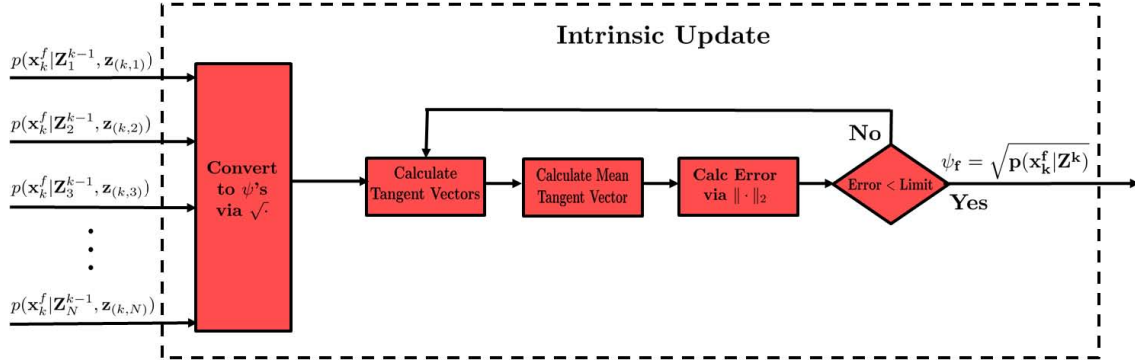 Intrinsic Update
p(x_k^f|Z_1^{k-1}, z_{(k,1)})
p(x_k^f|Z_2^{k-1}, z_{(k,2)})
p(x_k^f|Z_3^{k-1}, z_{(k,3)})
p(x_k^f|Z_N^{k-1}, z_{(k,N)})
Convert
to ψ's
via √·
Calculate
Tangent Vectors
Calculate Mean
Tangent Vector
Calc Error
via ‖ · ‖₂
Error < Limit
No
Yes
ψ_f = √p(x_k^f|Z^k)